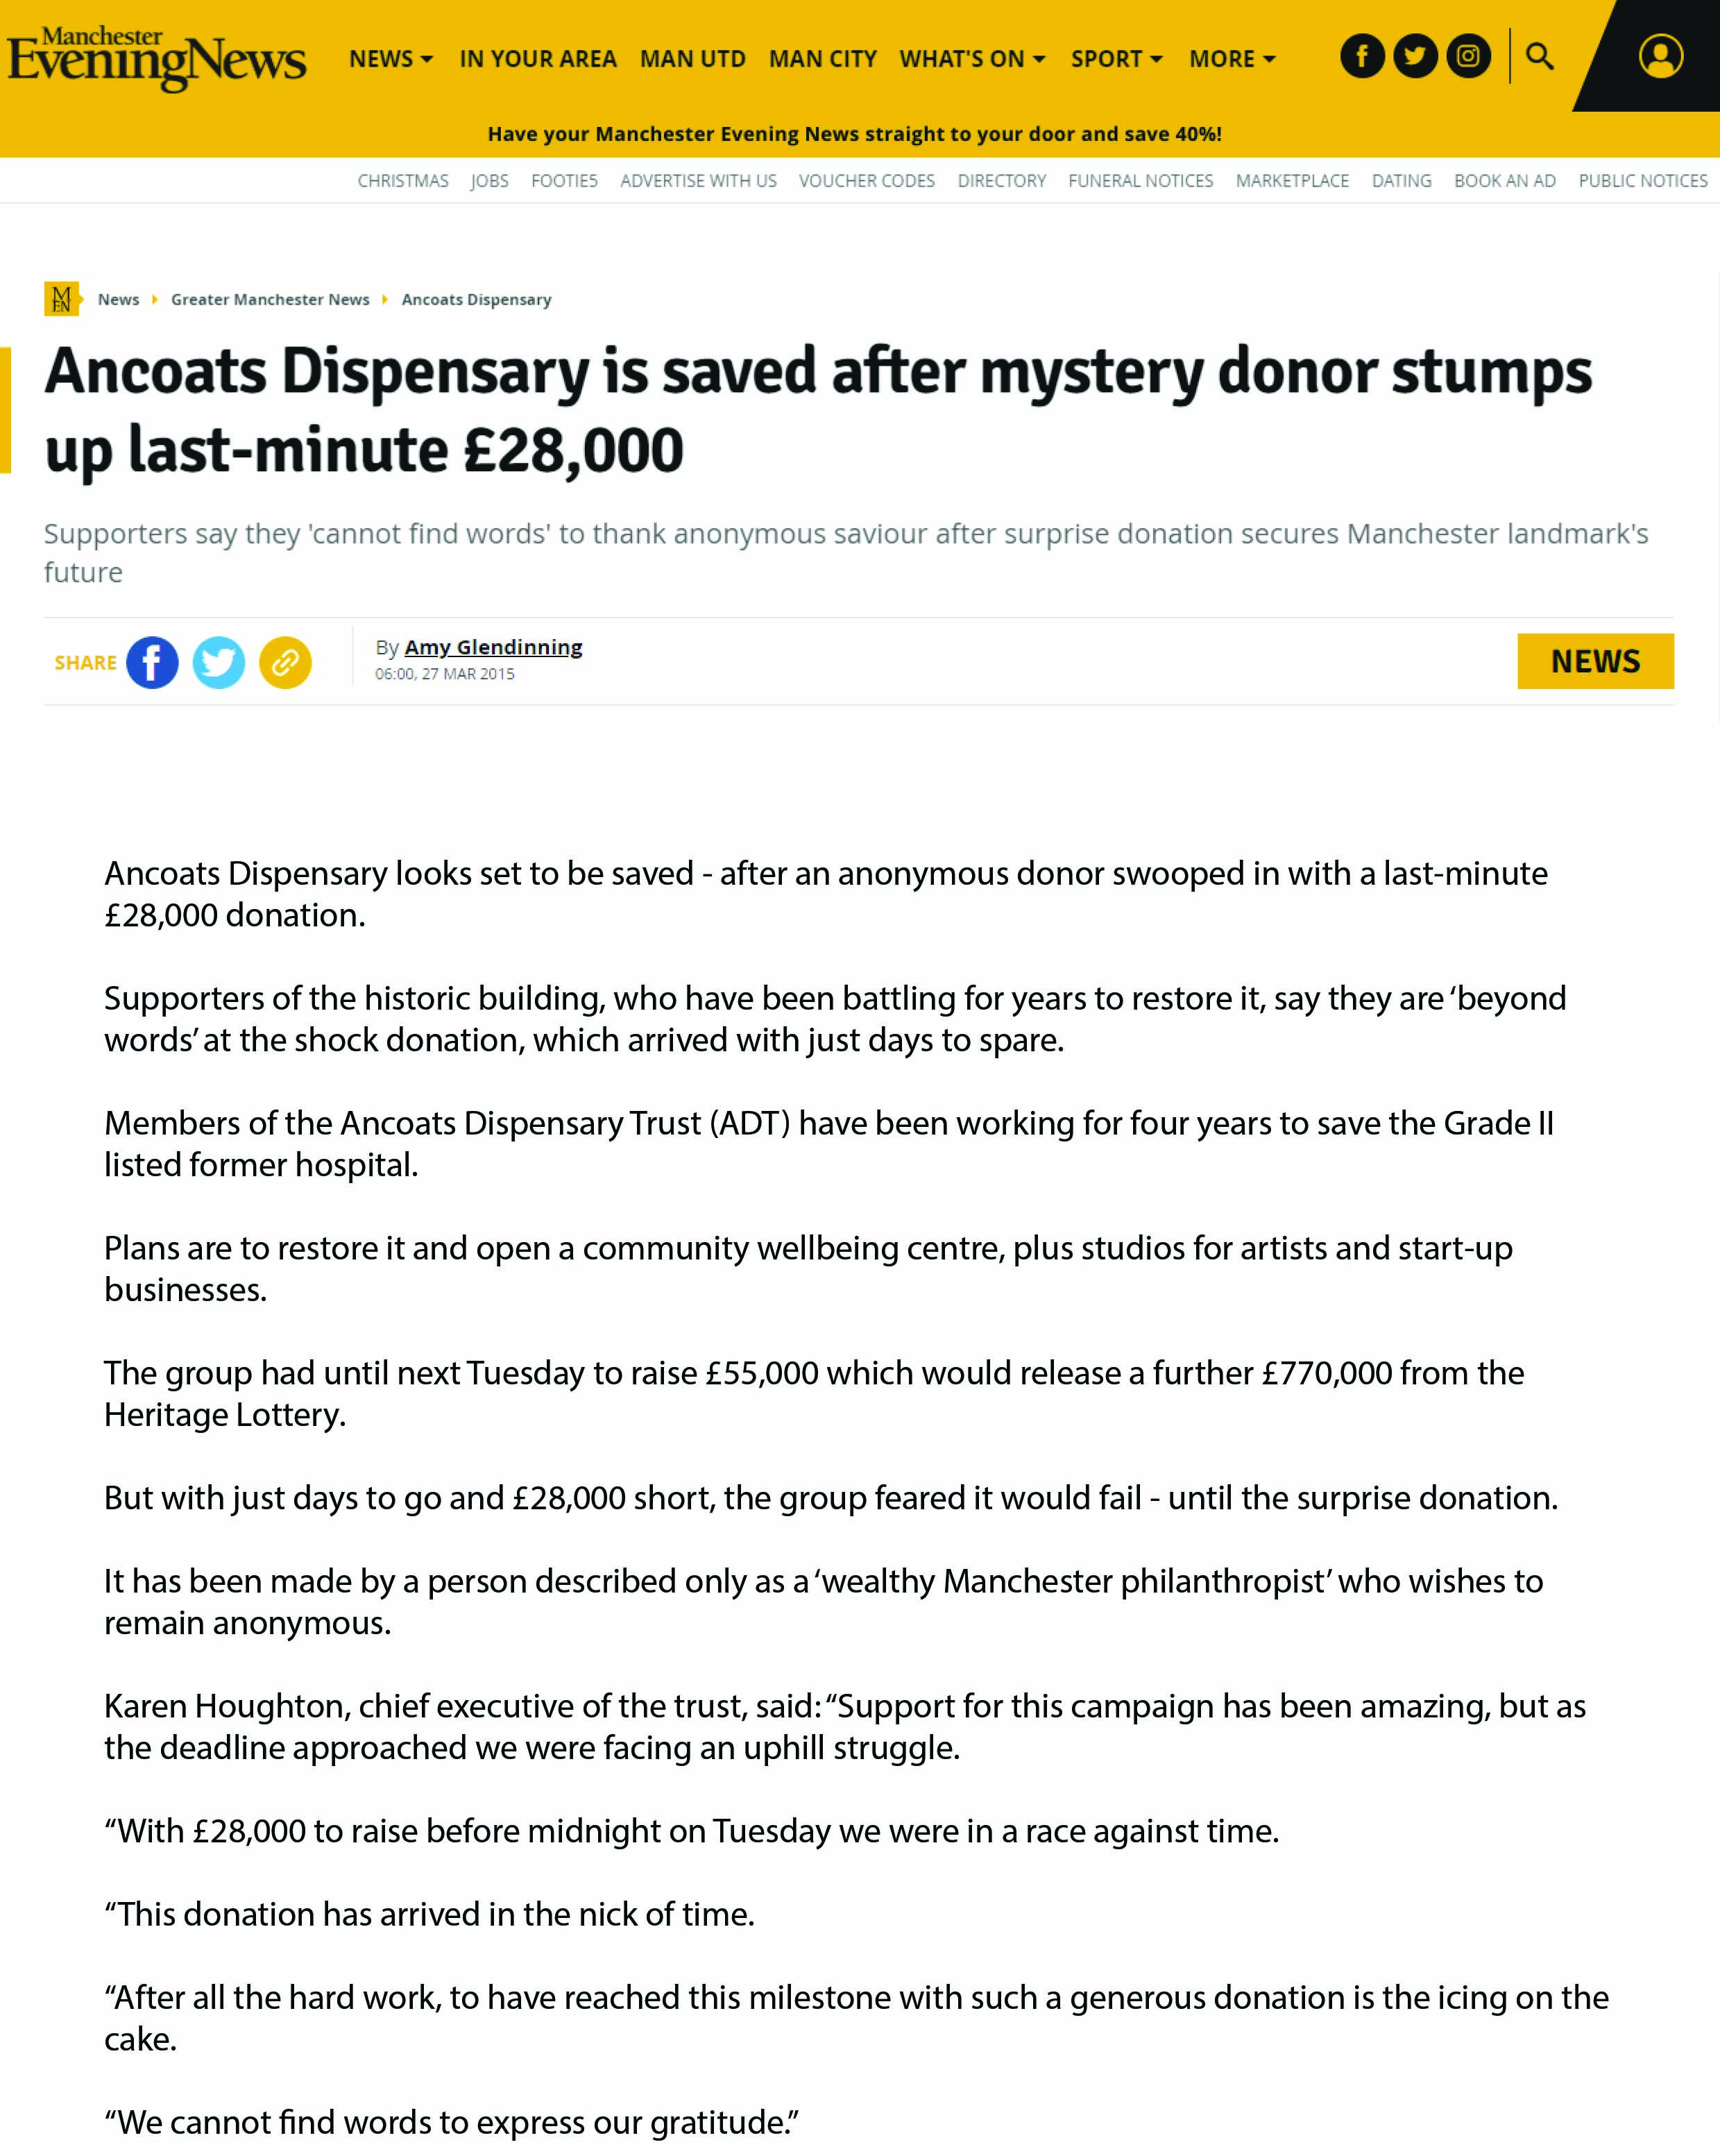 Manchester
EveningNews
NEWS IN YOUR AREA MAN UTD MAN CITY WHAT'S ON SPORT MORE
Have your Manchester Evening News straight to your door and save 40%!
CHRISTMAS JOBS FOOTIE5 ADVERTISE WITH US VOUCHER CODES DIRECTORY FUNERAL NOTICES MARKETPLACE DATING BOOK AN AD PUBLIC NOTICES
M
EN
News Greater Manchester News Ancoats Dispensary
Ancoats Dispensary is saved after mystery donor stumps
up last-minute £28,000
Supporters say they 'cannot find words' to thank anonymous saviour after surprise donation secures Manchester landmark's
future
SHARE
By Amy Glendinning
06:00, 27 MAR 2015
NEWS
Ancoats Dispensary looks set to be saved - after an anonymous donor swooped in with a last-minute
£28,000 donation.
Supporters of the historic building, who have been battling for years to restore it, say they are ‘beyond
words’ at the shock donation, which arrived with just days to spare.
Members of the Ancoats Dispensary Trust (ADT) have been working for four years to save the Grade II
listed former hospital.
Plans are to restore it and open a community wellbeing centre, plus studios for artists and start-up
businesses.
The group had until next Tuesday to raise £55,000 which would release a further £770,000 from the
Heritage Lottery.
But with just days to go and £28,000 short, the group feared it would fail - until the surprise donation.
It has been made by a person described only as a ‘wealthy Manchester philanthropist’ who wishes to
remain anonymous.
Karen Houghton, chief executive of the trust, said: “Support for this campaign has been amazing, but as
the deadline approached we were facing an uphill struggle.
“With £28,000 to raise before midnight on Tuesday we were in a race against time.
“This donation has arrived in the nick of time.
“After all the hard work, to have reached this milestone with such a generous donation is the icing on the
cake.
“We cannot find words to express our gratitude.”